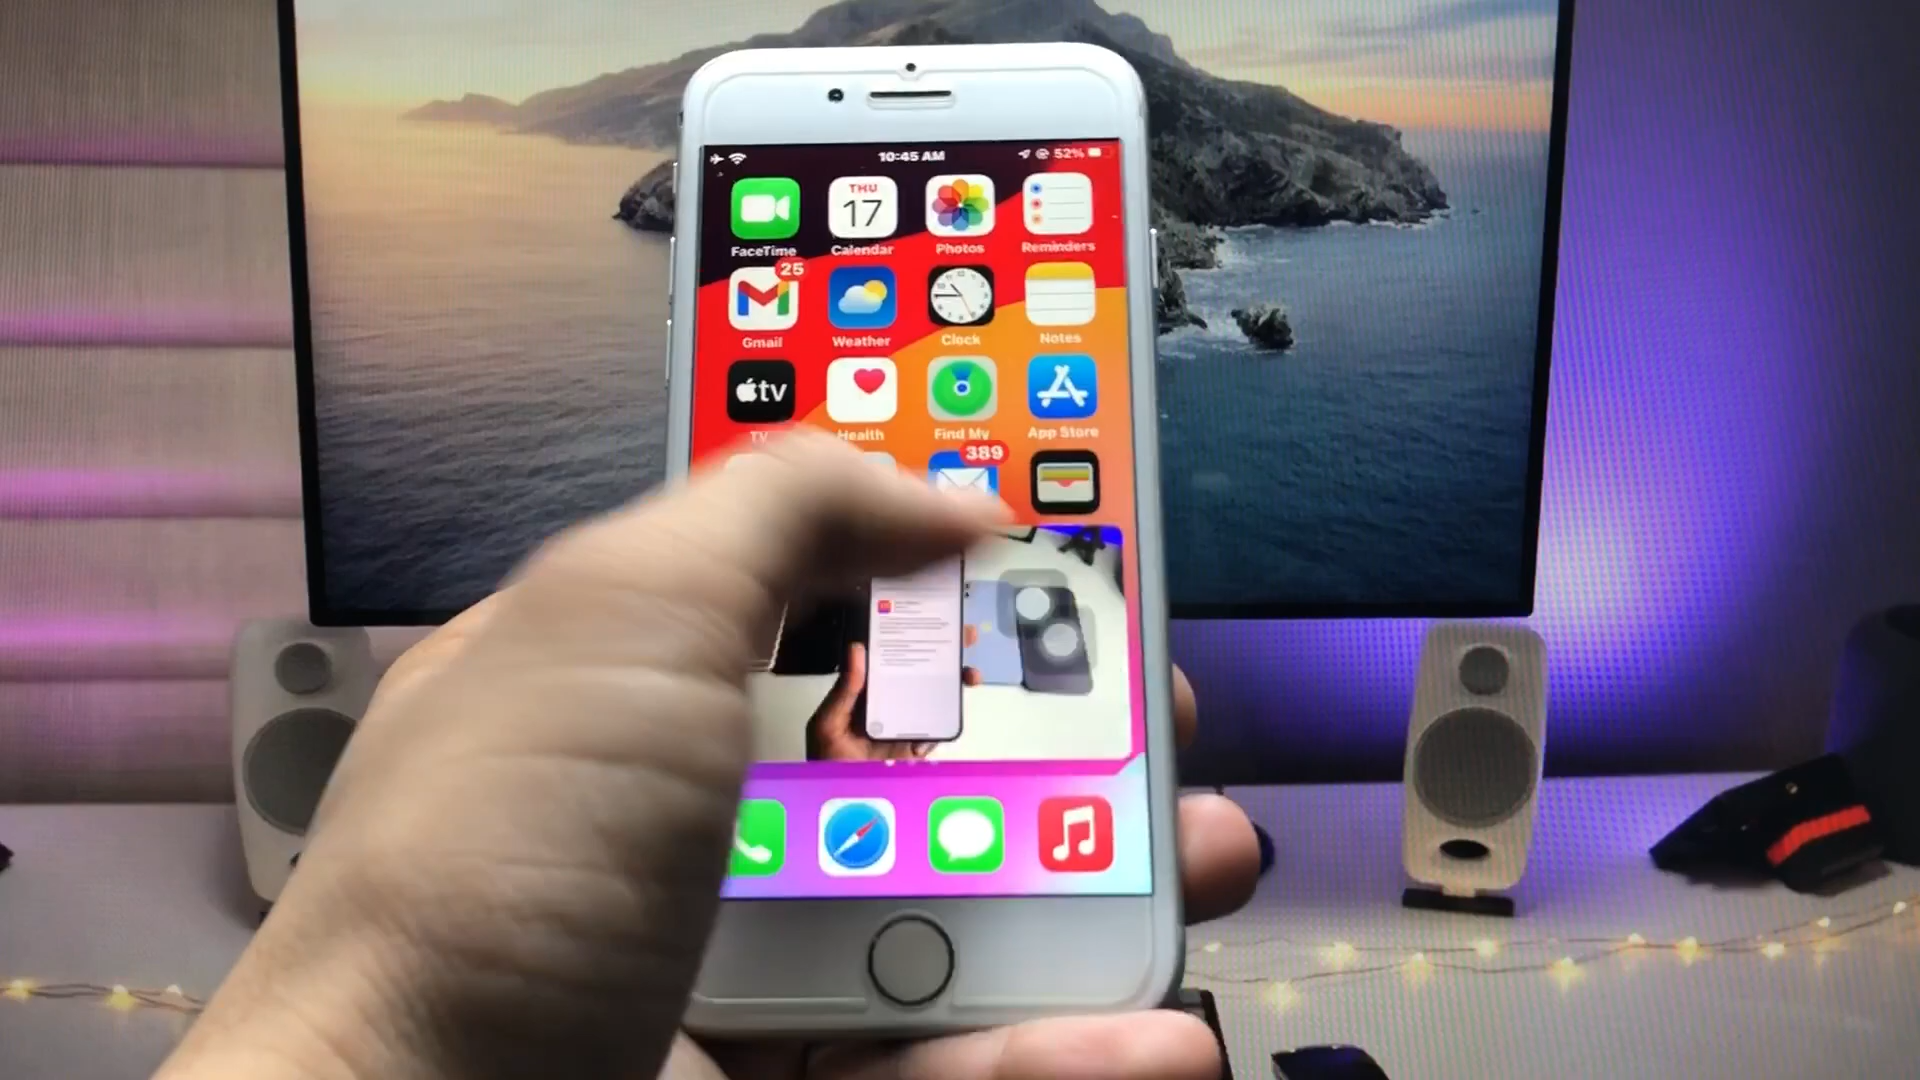 10:45 AM
52%
THU
17
FaceTime
Calendar
Photos
Reminders
25
Gmail
Weather
Clock
Notes
tv
TV
Health
Find My
App Store
389